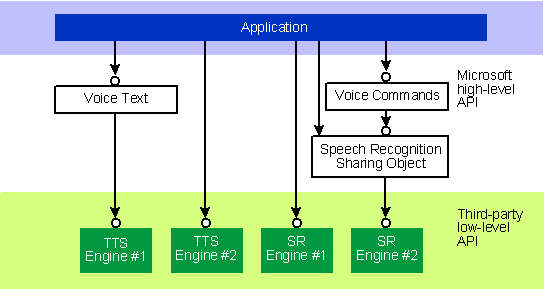 Application
Microsoft
high-level
API
Voice Text
Voice Commands
Speech Recognition
Sharing Object
Third-party
low-level
API
TTS
Engine #1
TTS
Engine #2
SR
Engine #1
SR
Engine #2